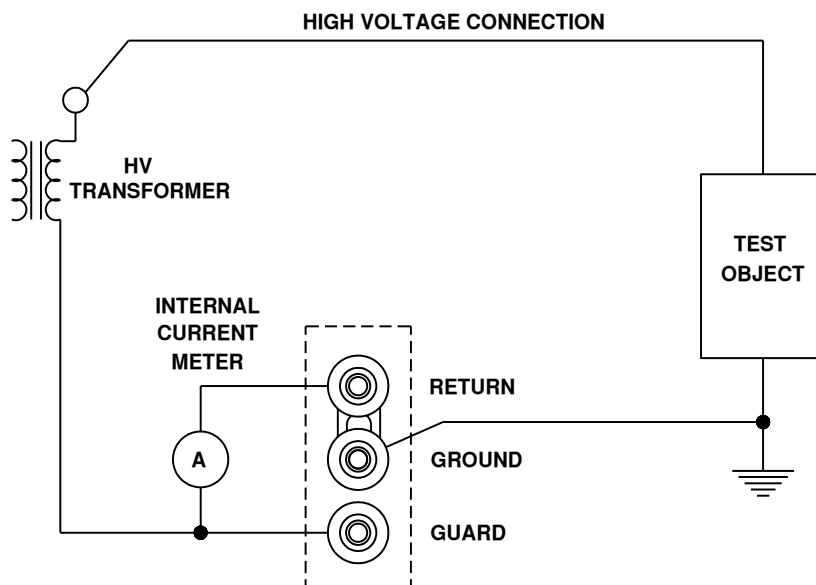 HIGH VOLTAGE CONNECTION
HV
TRANSFORMER
TEST
OBJECT
INTERNAL
CURRENT
METER
RETURN
A
GROUND
GUARD